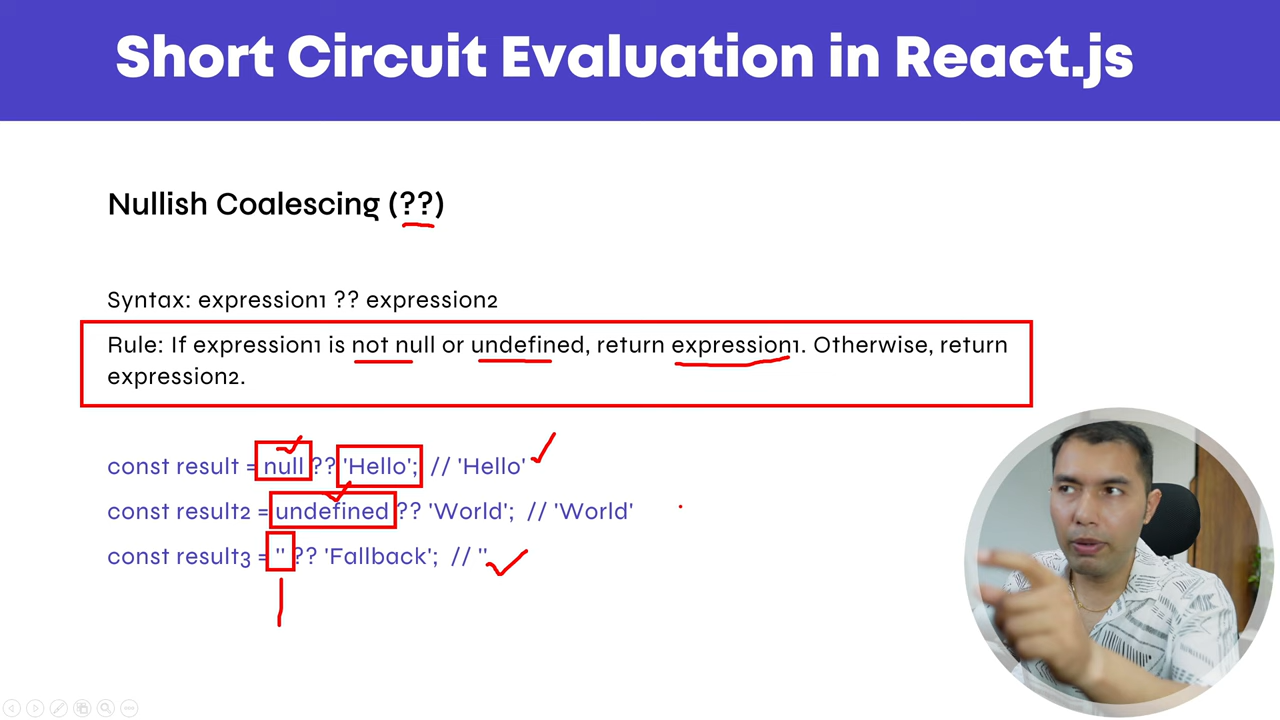 Short Circuit Evaluation in React.js
Nullish Coalescing (??)
Syntax: expression1 ?? expression2
Rule: If expression1 is not null or undefined, return expression1. Otherwise, return
expression2.
const result = null ?? 'Hello'; // 'Hello'
const result2 = undefined ?? 'World'; // 'World'
const result3 = '' ?? 'Fallback'; // ''